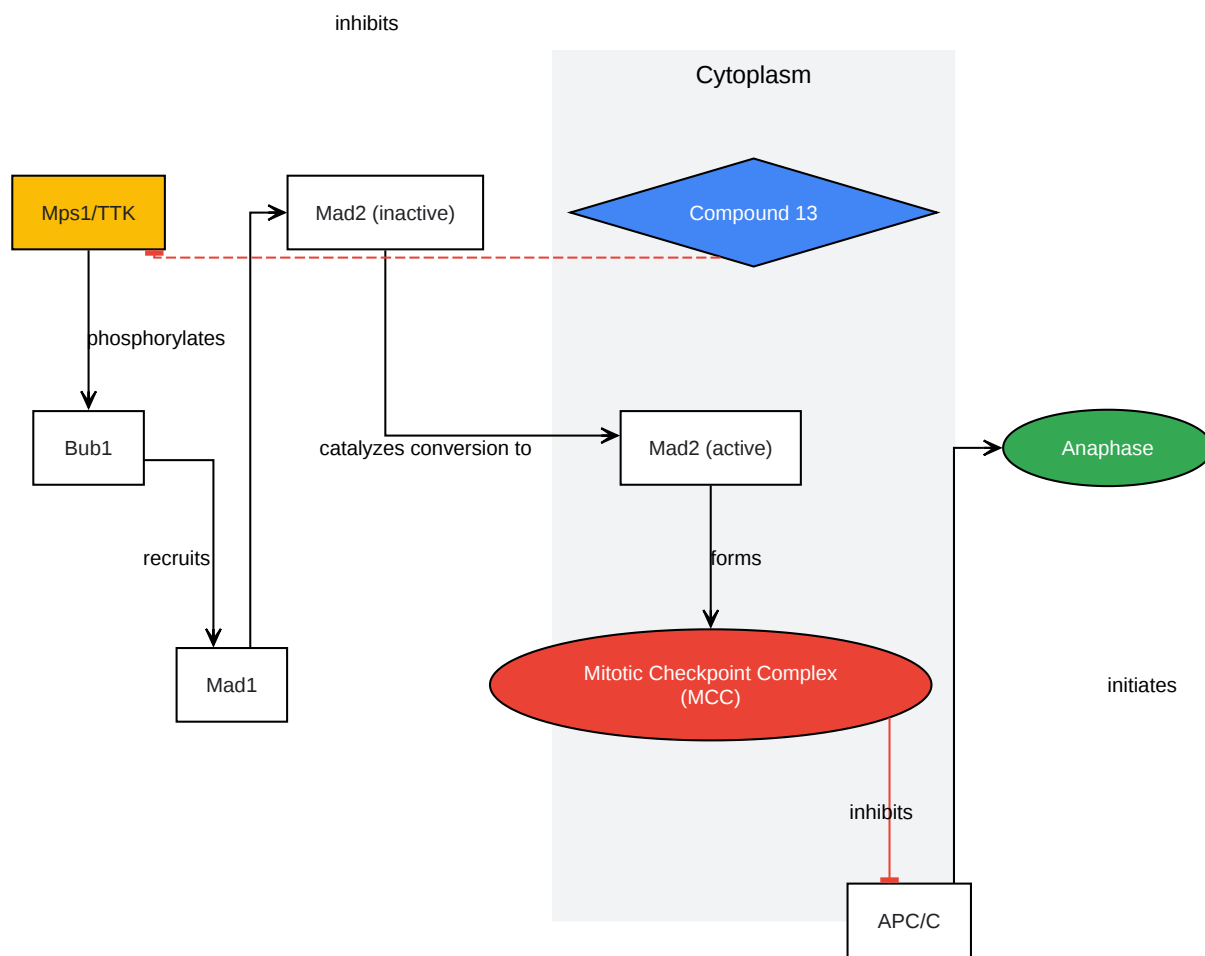 inhibits
Cytoplasm
Mps1/TTK
Mad2 (inactive)
Compound 13
phosphorylates
Bub1
catalyzes conversion to
Mad2 (active)
Anaphase
recruits
forms
Mad1
Mitotic Checkpoint Complex
(MCC)
initiates
inhibits
APC/C